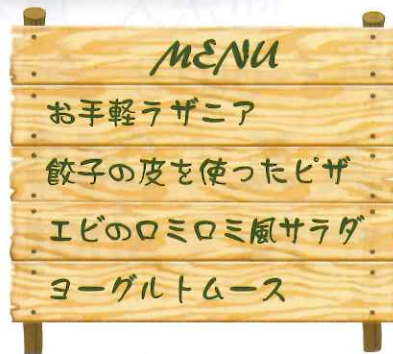 MENU
お手軽ラザニア
餃子の皮を使ったピザ
エビのロミロミ風サラダ
ヨーグルトムース